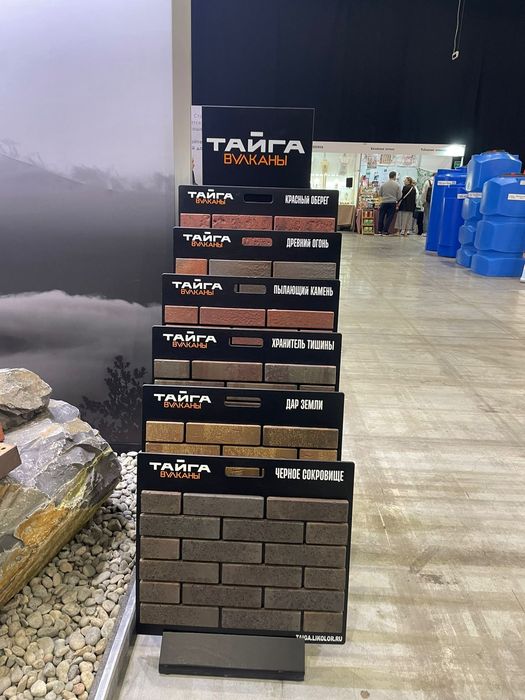 ТАЙГА
ВУЛКАНЫ
ТАЙГА
ВУЛКАНЫ
КРАСНЫЙ ОБЕРЕГ
ТАЙГА
ВУЛКАНЫ
ДРЕВНИЙ ОГОНЬ
ТАЙГА
ВУЛКАНЫ
ПЫЛАЮЩИЙ КАМЕНЬ
ТАЙГА
ВУЛКАНЫ
ХРАНИТЕЛЬ ТИШИНЫ
ТАЙГА
ВУЛКАНЫ
ДАР ЗЕМЛИ
ТАЙГА
ВУЛКАНЫ
ЧЕРНОЕ СОКРОВИЩЕ
TAIGA.LIKOLOR.RU